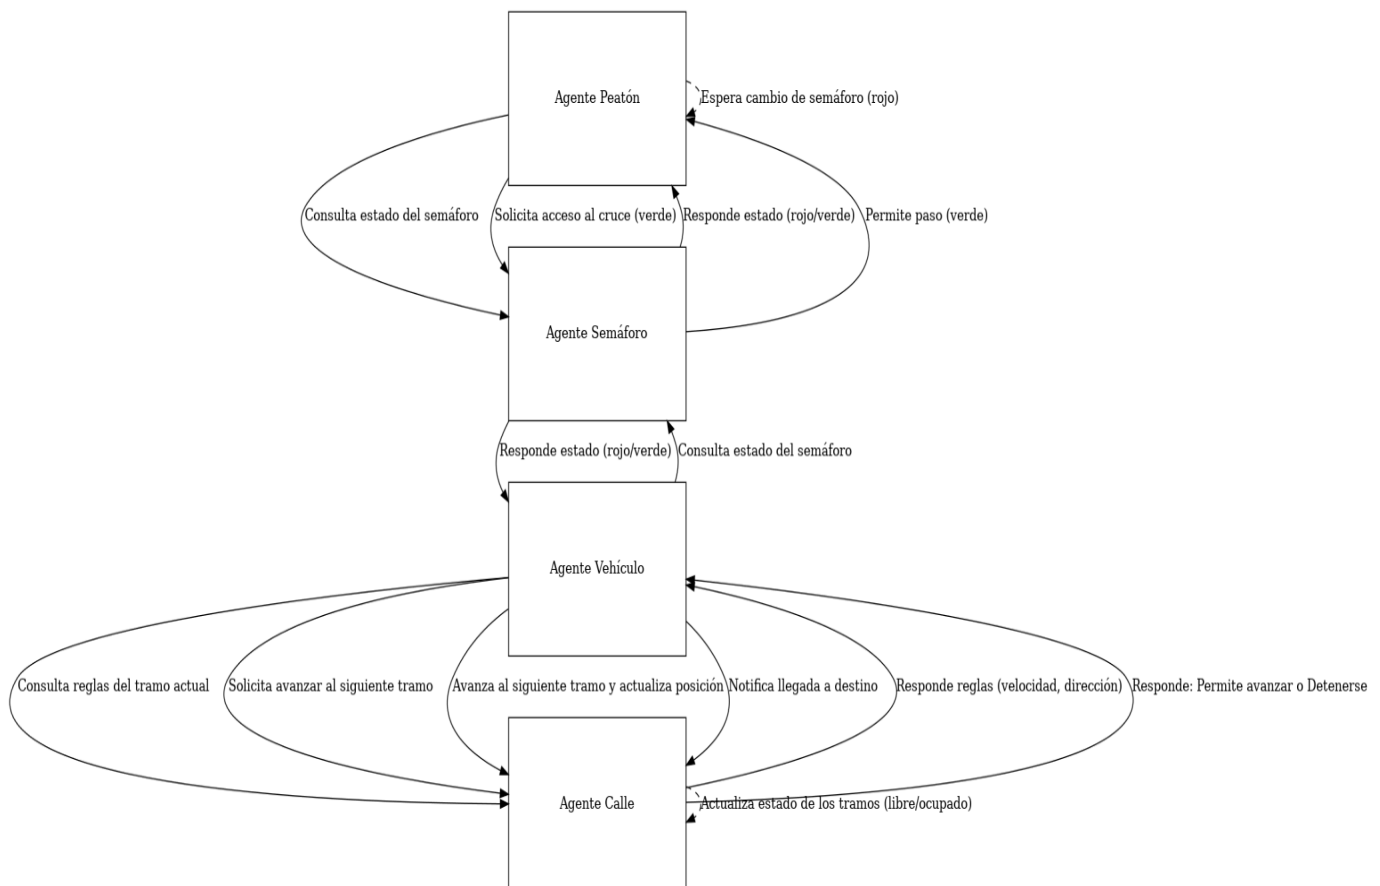 Agente Peatón
Espera cambio de semáforo (rojo)
Consulta estado del semáforo
Solicita acceso al cruce (verde)
Responde estado (rojo/verde)
Permite paso (verde)
Agente Semáforo
Responde estado (rojo/verde)
Consulta estado del semáforo
Agente Vehículo
Consulta reglas del tramo actual
Solicita avanzar al siguiente tramo
Avanza al siguiente tramo y actualiza posición
Notifica llegada a destino
Responde reglas (velocidad, dirección)
Responde: Permite avanzar o Detenerse
Agente Calle
Actualiza estado de los tramos (libre/ocupado)